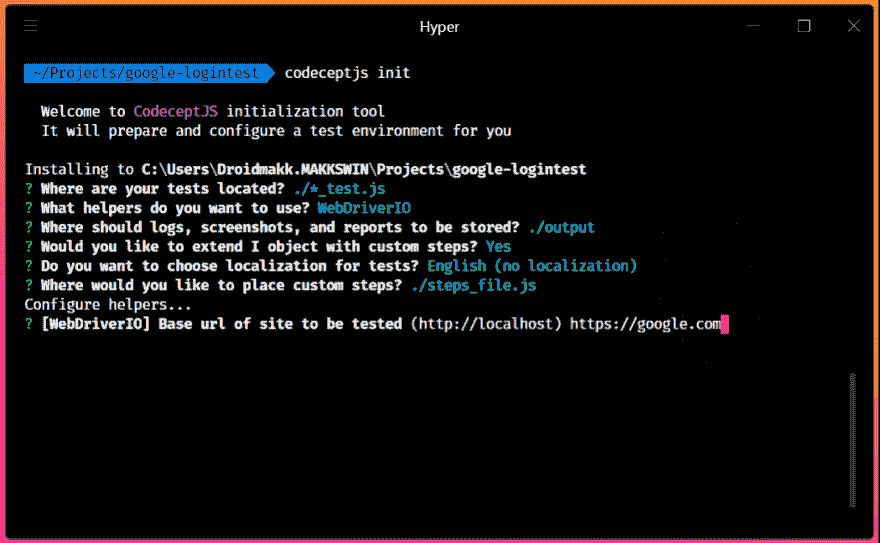 Hyper
~/Projects/google-logintest codeceptjs init
Welcome to CodeceptJS initialization tool
It will prepare and configure a test environment for you
Installing to C:\Users\Droidmakk.MAKKSWIN\Projects\google-logintest
? Where are your tests located? ./*_test.js
? What helpers do you want to use? WebDriverIO
? Where should logs, screenshots, and reports to be stored? ./output
? Would you like to extend I object with custom steps? Yes
? Do you want to choose localization for tests? English (no localization)
? Where would you like to place custom steps? ./steps_file.js
Configure helpers...
? [WebDriverIO] Base url of site to be tested (http://localhost) https://google.com